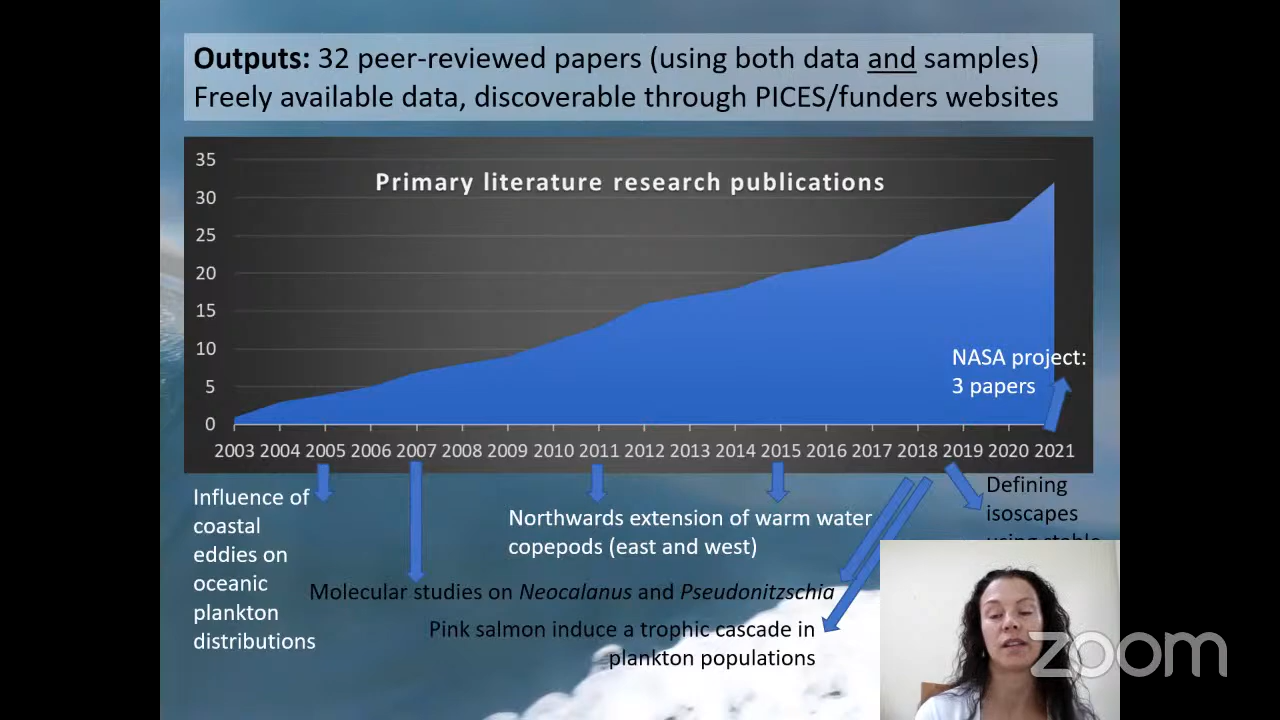 Outputs: 32 peer-reviewed papers (using both data and samples)
Freely available data, discoverable through PICES/funders websites
Primary literature research publications
35
30
25
20
15
10
5
0
2003 2004 2005 2006 2007 2008 2009 2010 2011 2012 2013 2014 2015 2016 2017 2018 2019 2020 2021
NASA project:
3 papers
Influence of
coastal
eddies on
oceanic
plankton
distributions
Northwards extension of warm water
copepods (east and west)
Defining
isoscapes
using stable
Molecular studies on Neocalanus and Pseudonitzschia
Pink salmon induce a trophic cascade in
plankton populations
zoom